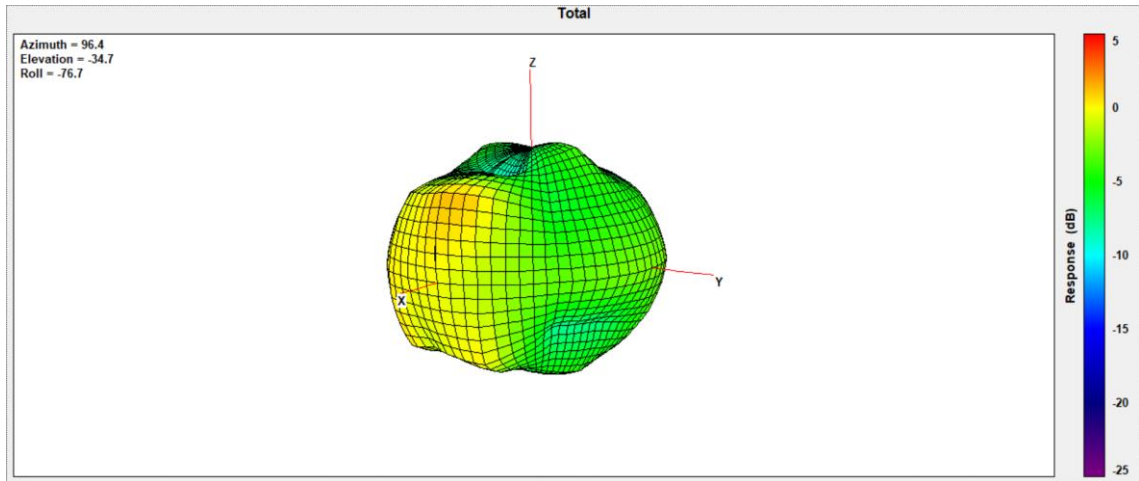 Total
Azimuth = 96.4
Elevation = -34.7
Roll = -76.7
Z
Y
X
5
0
-5
-10
-15
-20
-25
Response (dB)